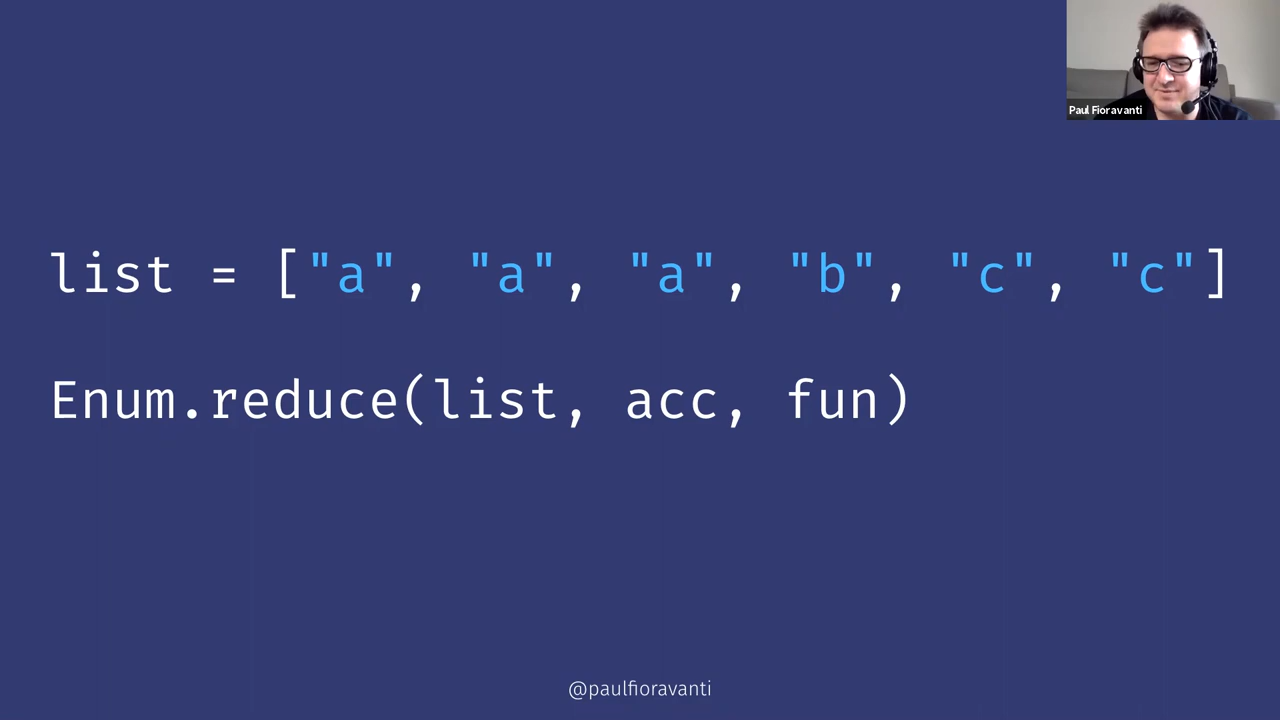 Paul Fioravanti
list = ["a", "a", "a", "b", "c", "c"]
Enum.reduce(list, acc, fun)
@paulfioravanti